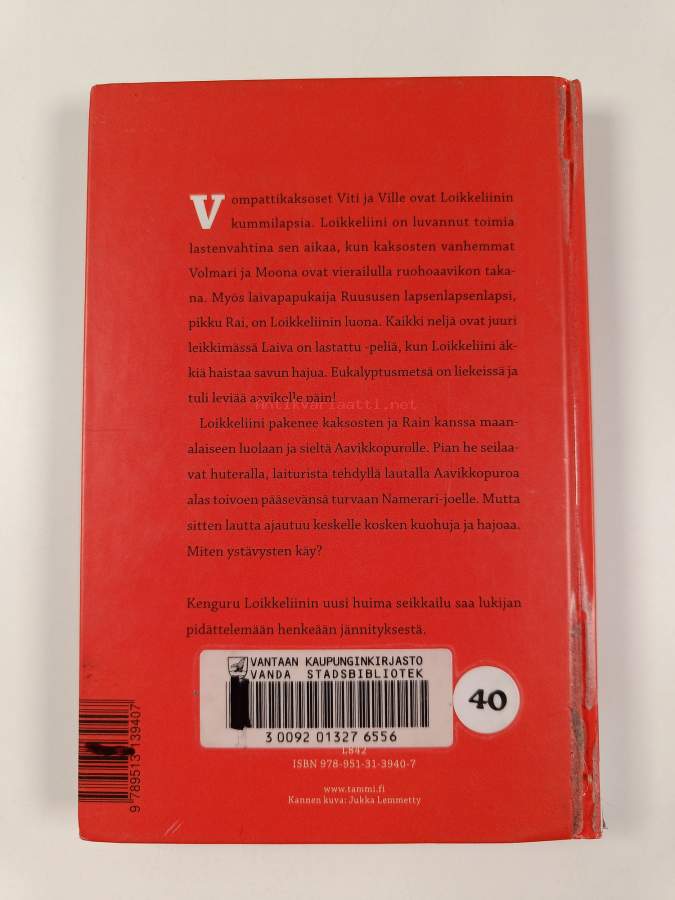 Vompattikaksoset Viti ja Ville ovat Loikkeliinin
kummilapsia. Loikkeliini on luvannut toimia
lastenvahtina sen aikaa, kun kaksosten vanhemmat
Volmari ja Moona ovat vierailulla ruohoaavikon taka-
na. Myös laivapapukaija Ruususen lapsenlapsenlapsi,
pikku Rai, on Loikkeliinin luona. Kaikki neljä ovat juuri
leikkimässä Laiva on lastattu -peliä, kun Loikkeliini äk-
kiä haistaa savun hajua. Eukalyptusmetsä on liekeissä ja
tuli leviää aavikolle päin!
antikvariaatti.net
Loikkeliini pakenee kaksosten ja Rain kanssa maan-
alaiseen luolaan ja sieltä Aavikkopurolle. Pian he seilaa-
vat huteralla, laiturista tehdyllä lautalla Aavikkopuroa
alas toivoen pääsevänsä turvaan Namerari-joelle. Mutta
sitten lautta ajautuu keskelle kosken kuohuja ja hajoaa.
Miten ystävysten käy?
Kenguru Loikkeliinin uusi huima seikkailu saa lukijan
pidättelemään henkeään jännityksestä.
VANTAAN KAUPUNGINKIRJASTO
VANDA STADSBIBLIOTEK
3 0092 01327 6556
40
L842
ISBN 978-951-31-3940-7
www.tammi.fi
Kannen kuva: Jukka Lemmetty
9 789513 139407